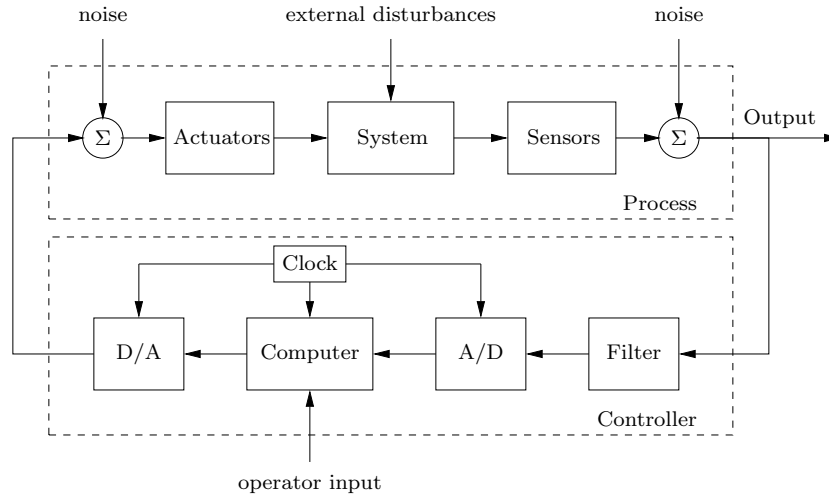 noise
external disturbances
noise
Σ
Actuators
System
Sensors
Σ
Output
Process
Clock
D/A
Computer
A/D
Filter
Controller
operator input